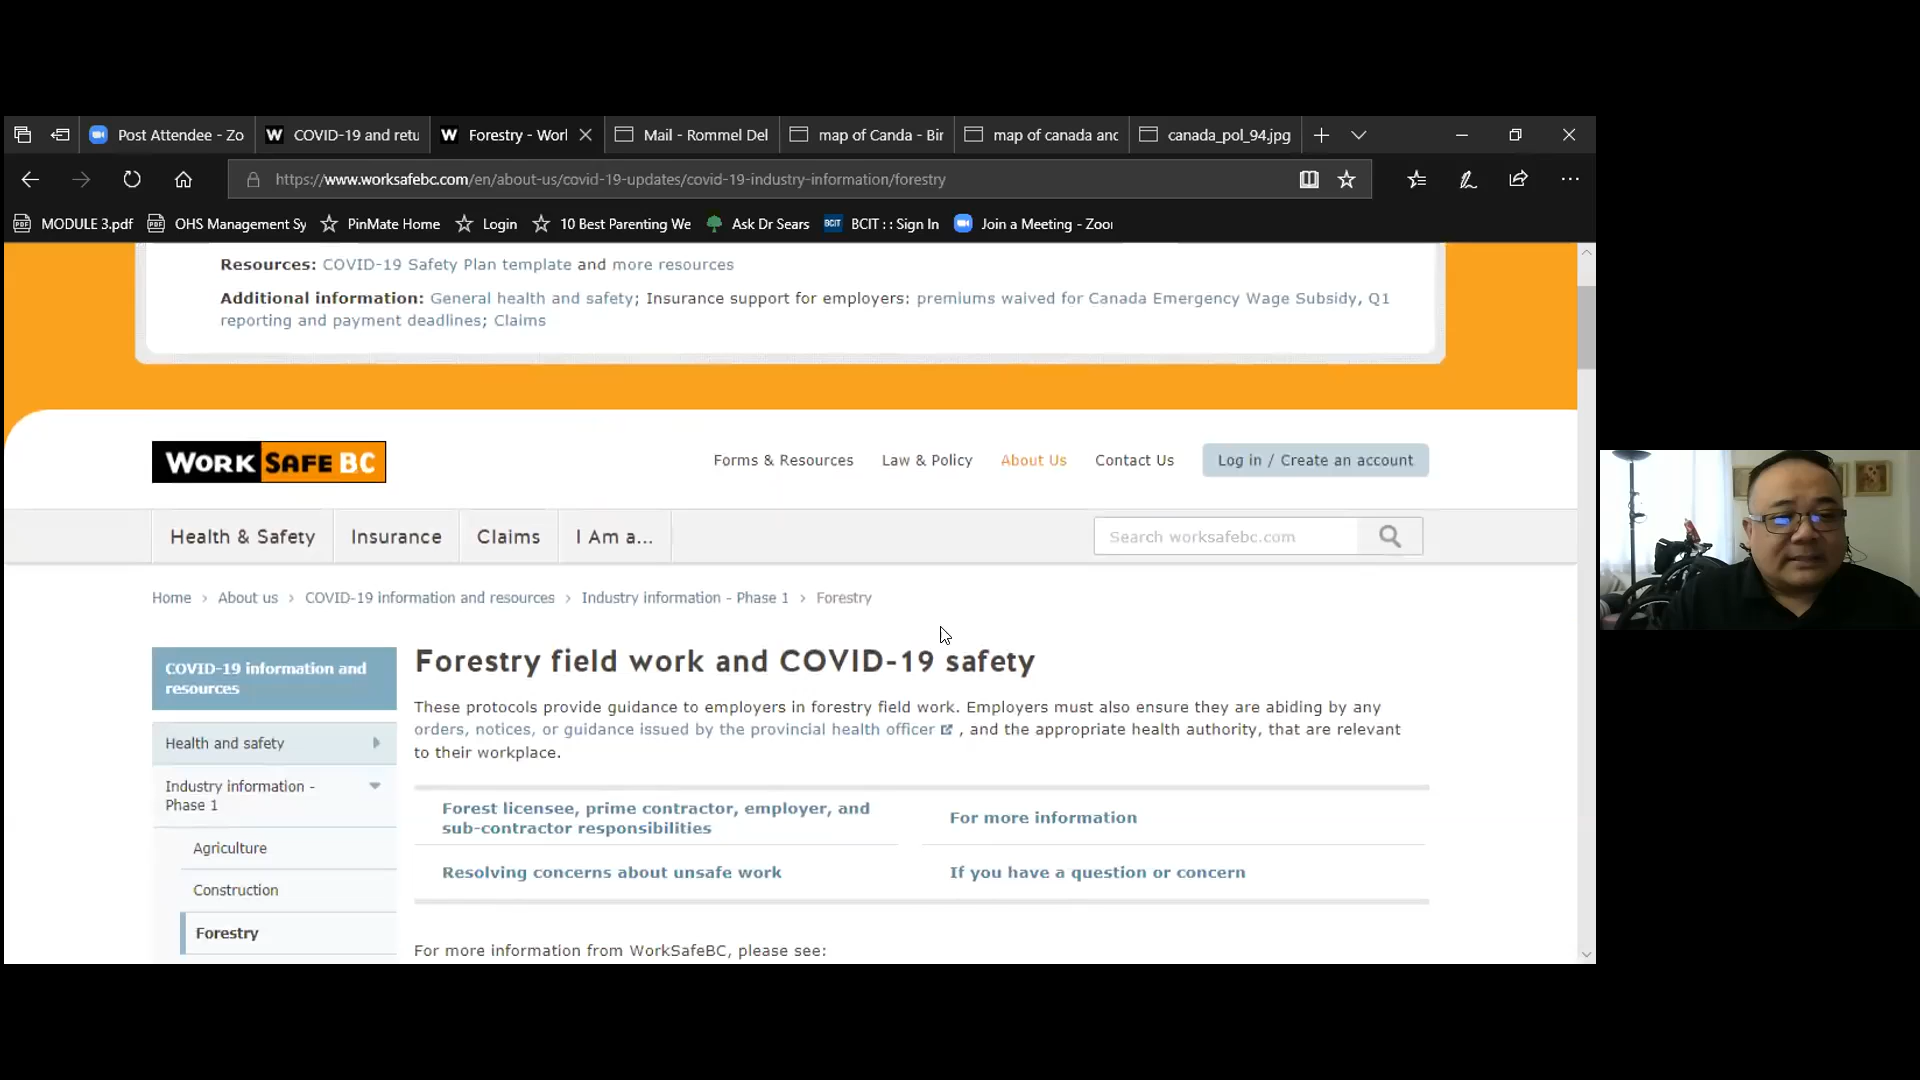 Post Attendee - Zo
COVID-19 and retu
Forestry - Worl
Mail - Rommel Del
map of Canda - Bir
map of canada anc
canada_pol_94.jpg
https://www.worksafebc.com/en/about-us/covid-19-updates/covid-19-industry-information/forestry
MODULE 3.pdf
OHS Management Sy
PinMate Home
Login
10 Best Parenting We
Ask Dr Sears
BCIT BCIT :: Sign In
Join a Meeting - Zoor
Resources: COVID-19 Safety Plan template and more resources
Additional information: General health and safety; Insurance support for employers: premiums waived for Canada Emergency Wage Subsidy, Q1
reporting and payment deadlines; Claims
WORK SAFE BC
Forms & Resources
Law & Policy
About Us
Contact Us
Log in / Create an account
Health & Safety
Insurance
Claims
I Am a...
Search worksafebc.com
Home > About us > COVID-19 information and resources > Industry information - Phase 1 > Forestry
COVID-19 information and
resources
Health and safety
Industry information -
Phase 1
Agriculture
Construction
Forestry
Forestry field work and COVID-19 safety
These protocols provide guidance to employers in forestry field work. Employers must also ensure they are abiding by any
orders, notices, or guidance issued by the provincial health officer , and the appropriate health authority, that are relevant
to their workplace.
Forest licensee, prime contractor, employer, and
sub-contractor responsibilities
For more information
Resolving concerns about unsafe work
If you have a question or concern
For more information from WorkSafeBC, please see: